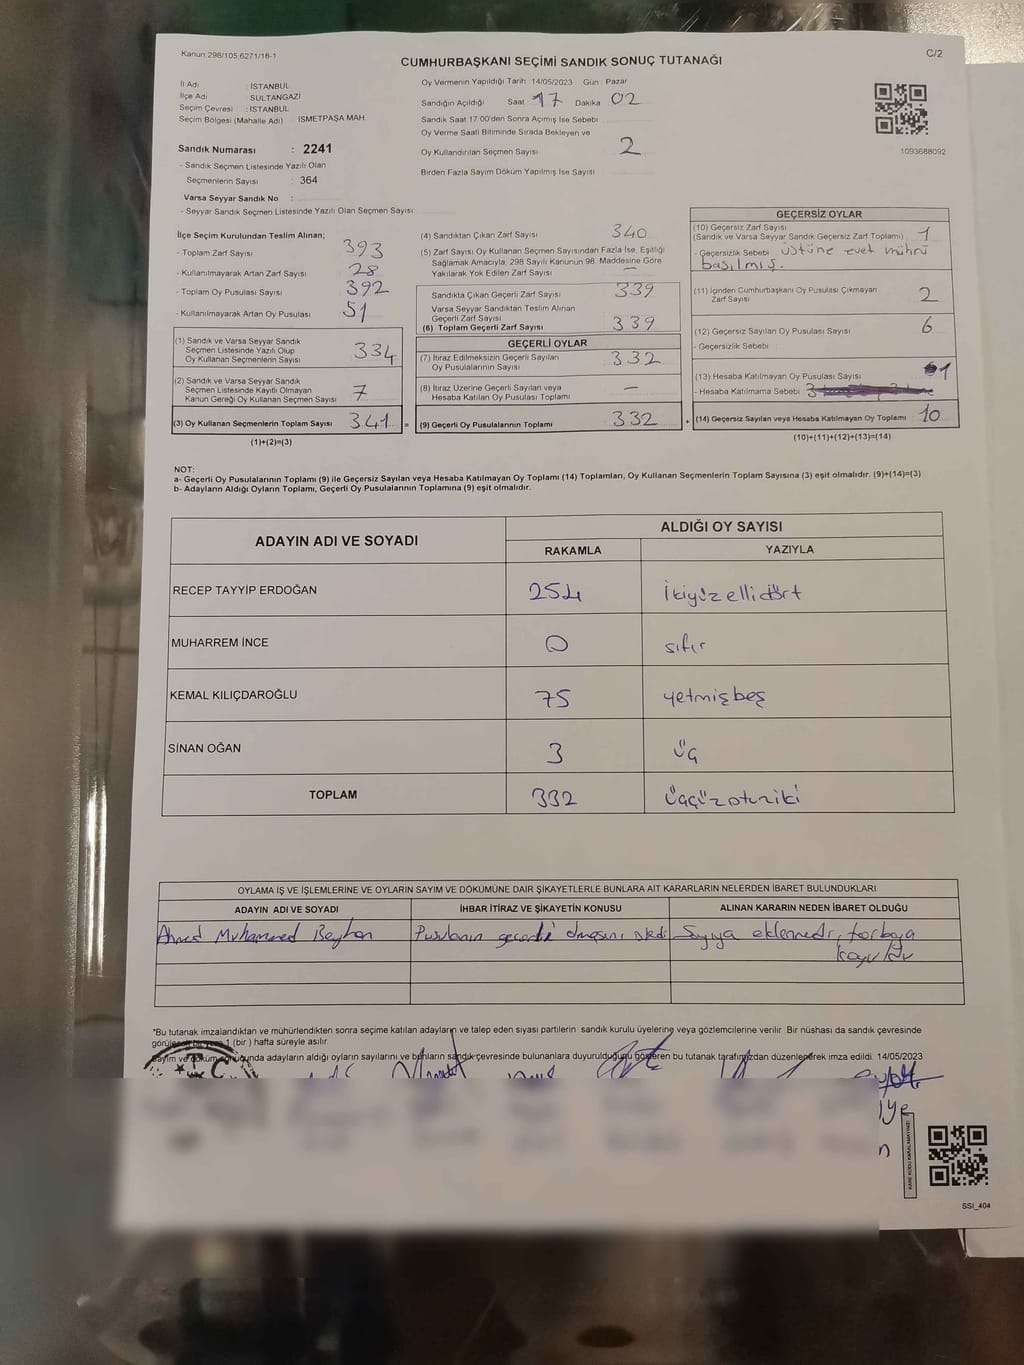 Kanun:298/105,6271/18-1
C/2
CUMHURBAŞKANI SEÇİMİ SANDIK SONUÇ TUTANAĞI
İl Adı : İSTANBUL
İlçe Adı : SULTANGAZİ
Seçim Çevresi : İSTANBUL
Seçim Bölgesi (Mahalle Adı) İSMETPAŞA MAH.
Sandık Numarası : 2241
- Sandık Seçmen Listesinde Yazılı Olan
Seçmenlerin Sayısı : 364
Varsa Seyyar Sandık No :
- Seyyar Sandık Seçmen Listesinde Yazılı Olan Seçmen Sayısı:
Oy Vermenin Yapıldığı Tarih 14/05/2023 Gün : Pazar
Sandığın Açıldığı Saat 17 Dakika 02
Sandık Saat 17:00'den Sonra Açımış İse Sebebi
Oy Verme Saati Bitiminde Sırada Bekleyen ve
Oy Kullandırılan Seçmen Sayısı 2
Birden Fazla Sayım Döküm Yapılmış İse Sayısı
1093688092
İlçe Seçim Kurulundan Teslim Alınan;
- Toplam Zarf Sayısı 393
- Kullanılmayarak Artan Zarf Sayısı 28
- Toplam Oy Pusulası Sayısı 392
- Kullanılmayarak Artan Oy Pusulası 51
(1) Sandık ve Varsa Seyyar Sandık
Seçmen Listesinde Yazılı Olup
Oy Kullanan Seçmenlerin Sayısı 334
(2) Sandık ve Varsa Seyyar Sandık
Seçmen Listesinde Kayıtlı Olmayan
Kanun Gereği Oy Kullanan Seçmen Sayısı 7
(3) Oy Kullanan Seçmenlerin Toplam Sayısı 341 =
(1)+(2)=(3)
(4) Sandıktan Çıkan Zarf Sayısı 340
(5) Zarf Sayısı Oy Kullanan Seçmen Sayısından Fazla İse, Eşitliği
Sağlamak Amacıyla, 298 Sayılı Kanunun 98. Maddesine Göre
Yakılarak Yok Edilen Zarf Sayısı —
Sandıkta Çıkan Geçerli Zarf Sayısı 339
Varsa Seyyar Sandıktan Teslim Alınan
Geçerli Zarf Sayısı
(6) Toplam Geçerli Zarf Sayısı 339
GEÇERLİ OYLAR
(7) İtiraz Edilmeksizin Geçerli Sayılan
Oy Pusulalarının Sayısı 332
(8) İtiraz Üzerine Geçerli Sayılan veya
Hesaba Katılan Oy Pusulası Toplamı —
(9) Geçerli Oy Pusulalarının Toplamı 332 +
GEÇERSİZ OYLAR
(10) Geçersiz Zarf Sayısı
(Sandık ve Varsa Seyyar Sandık Geçersiz Zarf Toplamı) 1
- Geçersizlik Sebebi üstüne evet mührü
basılmış.
(11) İçinden Cumhurbaşkanı Oy Pusulası Çıkmayan
Zarf Sayısı 2
(12) Geçersiz Sayılan Oy Pusulası Sayısı 6
- Geçersizlik Sebebi
(13) Hesaba Katılmayan Oy Pusulası Sayısı 1
- Hesaba Katılmama Sebebi
(14) Geçersiz Sayılan veya Hesaba Katılmayan Oy Toplamı 10
(10)+(11)+(12)+(13)=(14)
NOT:
a- Geçerli Oy Pusulalarının Toplamı (9) ile Geçersiz Sayılan veya Hesaba Katılmayan Oy Toplamı (14) Toplamları, Oy Kullanan Seçmenlerin Toplam Sayısına (3) eşit olmalıdır. (9)+(14)=(3)
b- Adayların Aldığı Oyların Toplamı, Geçerli Oy Pusulalarının Toplamına (9) eşit olmalıdır.
ADAYIN ADI VE SOYADI ALDIĞI OY SAYISI
RAKAMLA YAZIYLA
RECEP TAYYİP ERDOĞAN 254 İkiyüzellidört
MUHARREM İNCE 0 sıfır
KEMAL KILIÇDAROĞLU 75 yetmişbeş
SİNAN OĞAN 3 üç
TOPLAM 332 üçyüzotuziki
OYLAMA İŞ VE İŞLEMLERİNE VE OYLARIN SAYIM VE DÖKÜMÜNE DAİR ŞİKAYETLERLE BUNLARA AİT KARARLARIN NELERDEN İBARET BULUNDUKLARI
ADAYIN ADI VE SOYADI İHBAR İTİRAZ VE ŞİKAYETİN KONUSU ALINAN KARARIN NEDEN İBARET OLDUĞU
Ahmed Muhammed Beyhan Pusulanın geçerli olmasını istedi Sayıya eklenmedi, torbaya
koyuldu
*Bu tutanak imzalandıktan ve mühürlendikten sonra seçime katılan adayların ve talep eden siyasi partilerin sandık kurulu üyelerine veya gözlemcilerine verilir. Bir nüshası da sandık çevresinde
görülecek bir yere 1 (bir ) hafta süreyle asılır.
Sayım ve döküm sonucunda adayların aldığı oyların sayılarını ve bunların sandık çevresinde bulunanlara duyurulduğunu gösteren bu tutanak tarafımızdan düzenlenerek imza edildi. 14/05/2023
T.C.
KARE KODU KARALAMAYINIZ!
SSİ_404